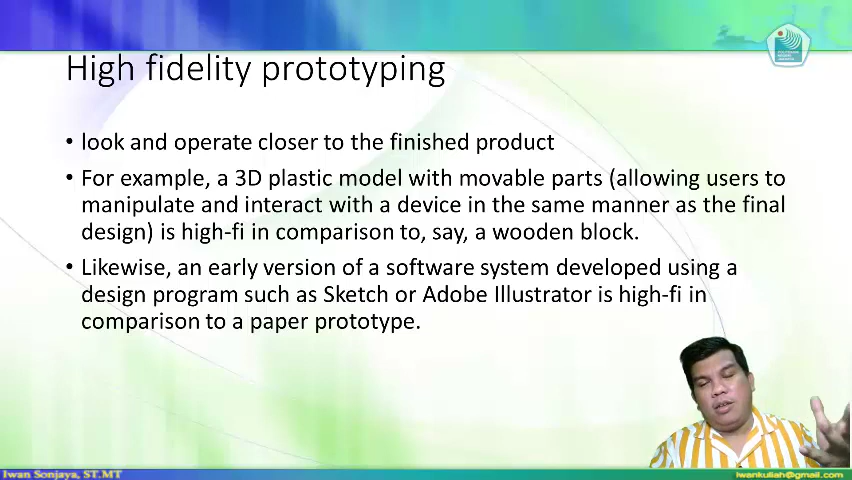 High fidelity prototyping
• look and operate closer to the finished product
• For example, a 3D plastic model with movable parts (allowing users to
manipulate and interact with a device in the same manner as the final
design) is high-fi in comparison to, say, a wooden block.
• Likewise, an early version of a software system developed using a
design program such as Sketch or Adobe Illustrator is high-fi in
comparison to a paper prototype.
Iwan Sonjaya, ST.MT
iwankuliah@gmail.com